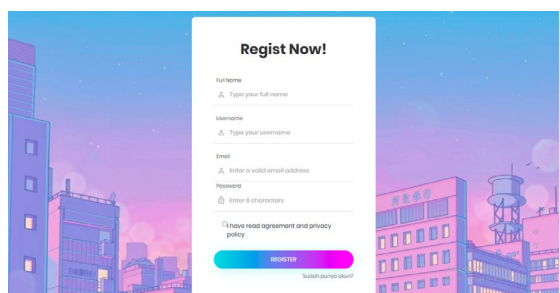 Regist Now!
Full Name
Type your full name
Username
Type your username
Email
Enter a valid email address
Password
Enter 6 characters
I have read agreement and privacy
policy
REGISTER
Sudah punya akun?